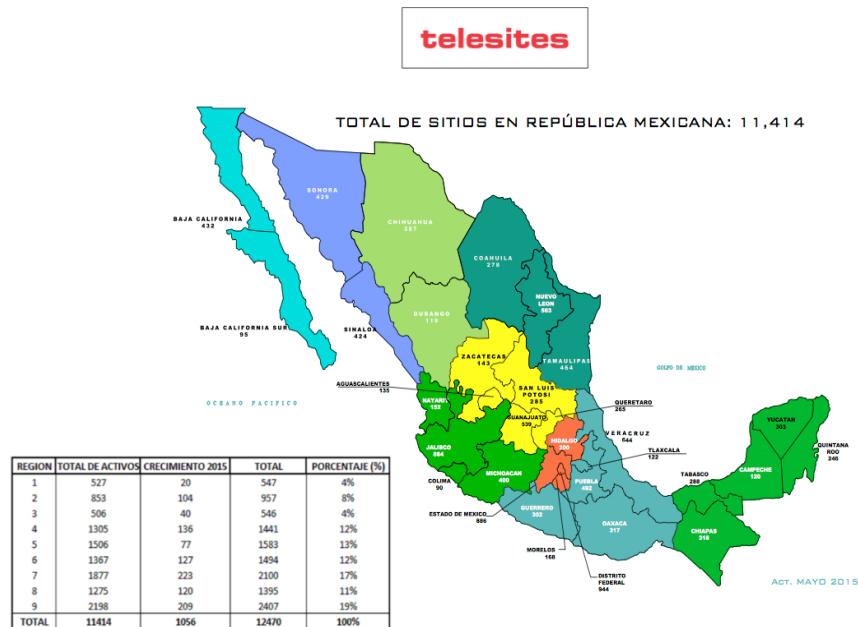 telesites
TOTAL DE SITIOS EN REPÚBLICA MEXICANA: 11,414
SONORA
429
CHIHUAHUA
387
BAJA CALIFORNIA
432
COAHUILA
278
NUEVO
LEON
563
DURANGO
119
BAJA CALIFORNIA SUR
95
SINALOA
424
ZACATECAS
143
TAMAULIPAS
464
GOLFO DE MEXICO
AGUASCALIENTES
135
SAN LUIS
POTOSI
285
OCEANO PACIFICO
NAYARIT
152
QUERETARO
265
GUANAJUATO
539
YUCATAN
303
VERACRUZ
644
HIDALGO
200
JALISCO
864
QUINTANA
ROO
246
TLAXCALA
122
MICHOACAN
400
TABASCO
288
CAMPECHE
120
PUEBLA
492
COLIMA
90
GUERRERO
302
ESTADO DE MEXICO
886
OAXACA
317
CHIAPAS
318
MORELOS
168
DISTRITO
FEDERAL
944
ACT. MAYO 2015
REGION TOTAL DE ACTIVOS CRECIMIENTO 2015 TOTAL PORCENTAJE (%)
1 527 20 547 4%
2 853 104 957 8%
3 506 40 546 4%
4 1305 136 1441 12%
5 1506 77 1583 13%
6 1367 127 1494 12%
7 1877 223 2100 17%
8 1275 120 1395 11%
9 2198 209 2407 19%
TOTAL 11414 1056 12470 100%